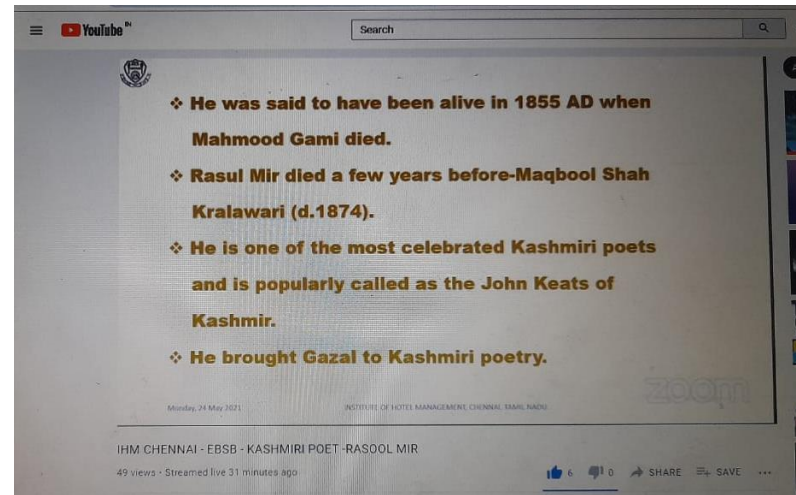 YouTube IN
Search
❖ He was said to have been alive in 1855 AD when
Mahmood Gami died.
❖ Rasul Mir died a few years before-Maqbool Shah
Kralawari (d.1874).
❖ He is one of the most celebrated Kashmiri poets
and is popularly called as the John Keats of
Kashmir.
❖ He brought Gazal to Kashmiri poetry.
zoom
Monday, 24 May 2021 INSTITUTE OF HOTEL MANAGEMENT, CHENNAI, TAMIL NADU
IHM CHENNAI - EBSB - KASHMIRI POET -RASOOL MIR
49 views • Streamed live 31 minutes ago 6 0 SHARE SAVE ...